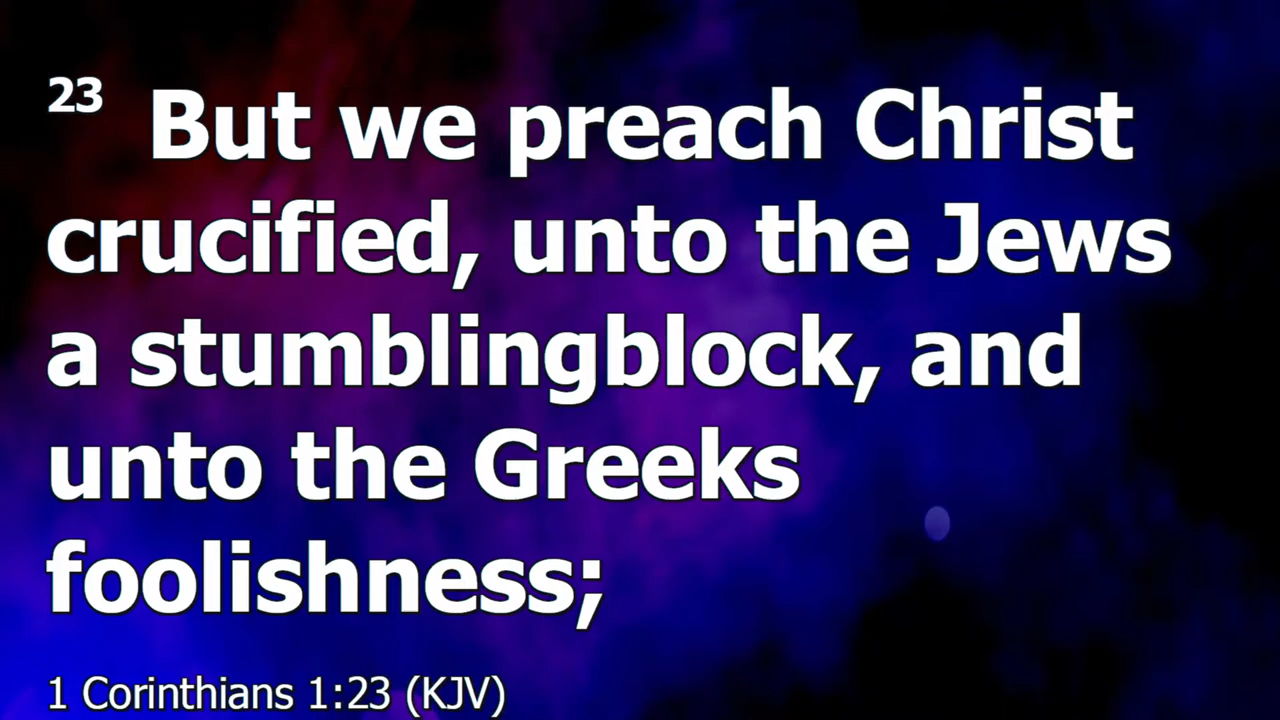 23 But we preach Christ
crucified, unto the Jews
a stumblingblock, and
unto the Greeks
foolishness;
1 Corinthians 1:23 (KJV)